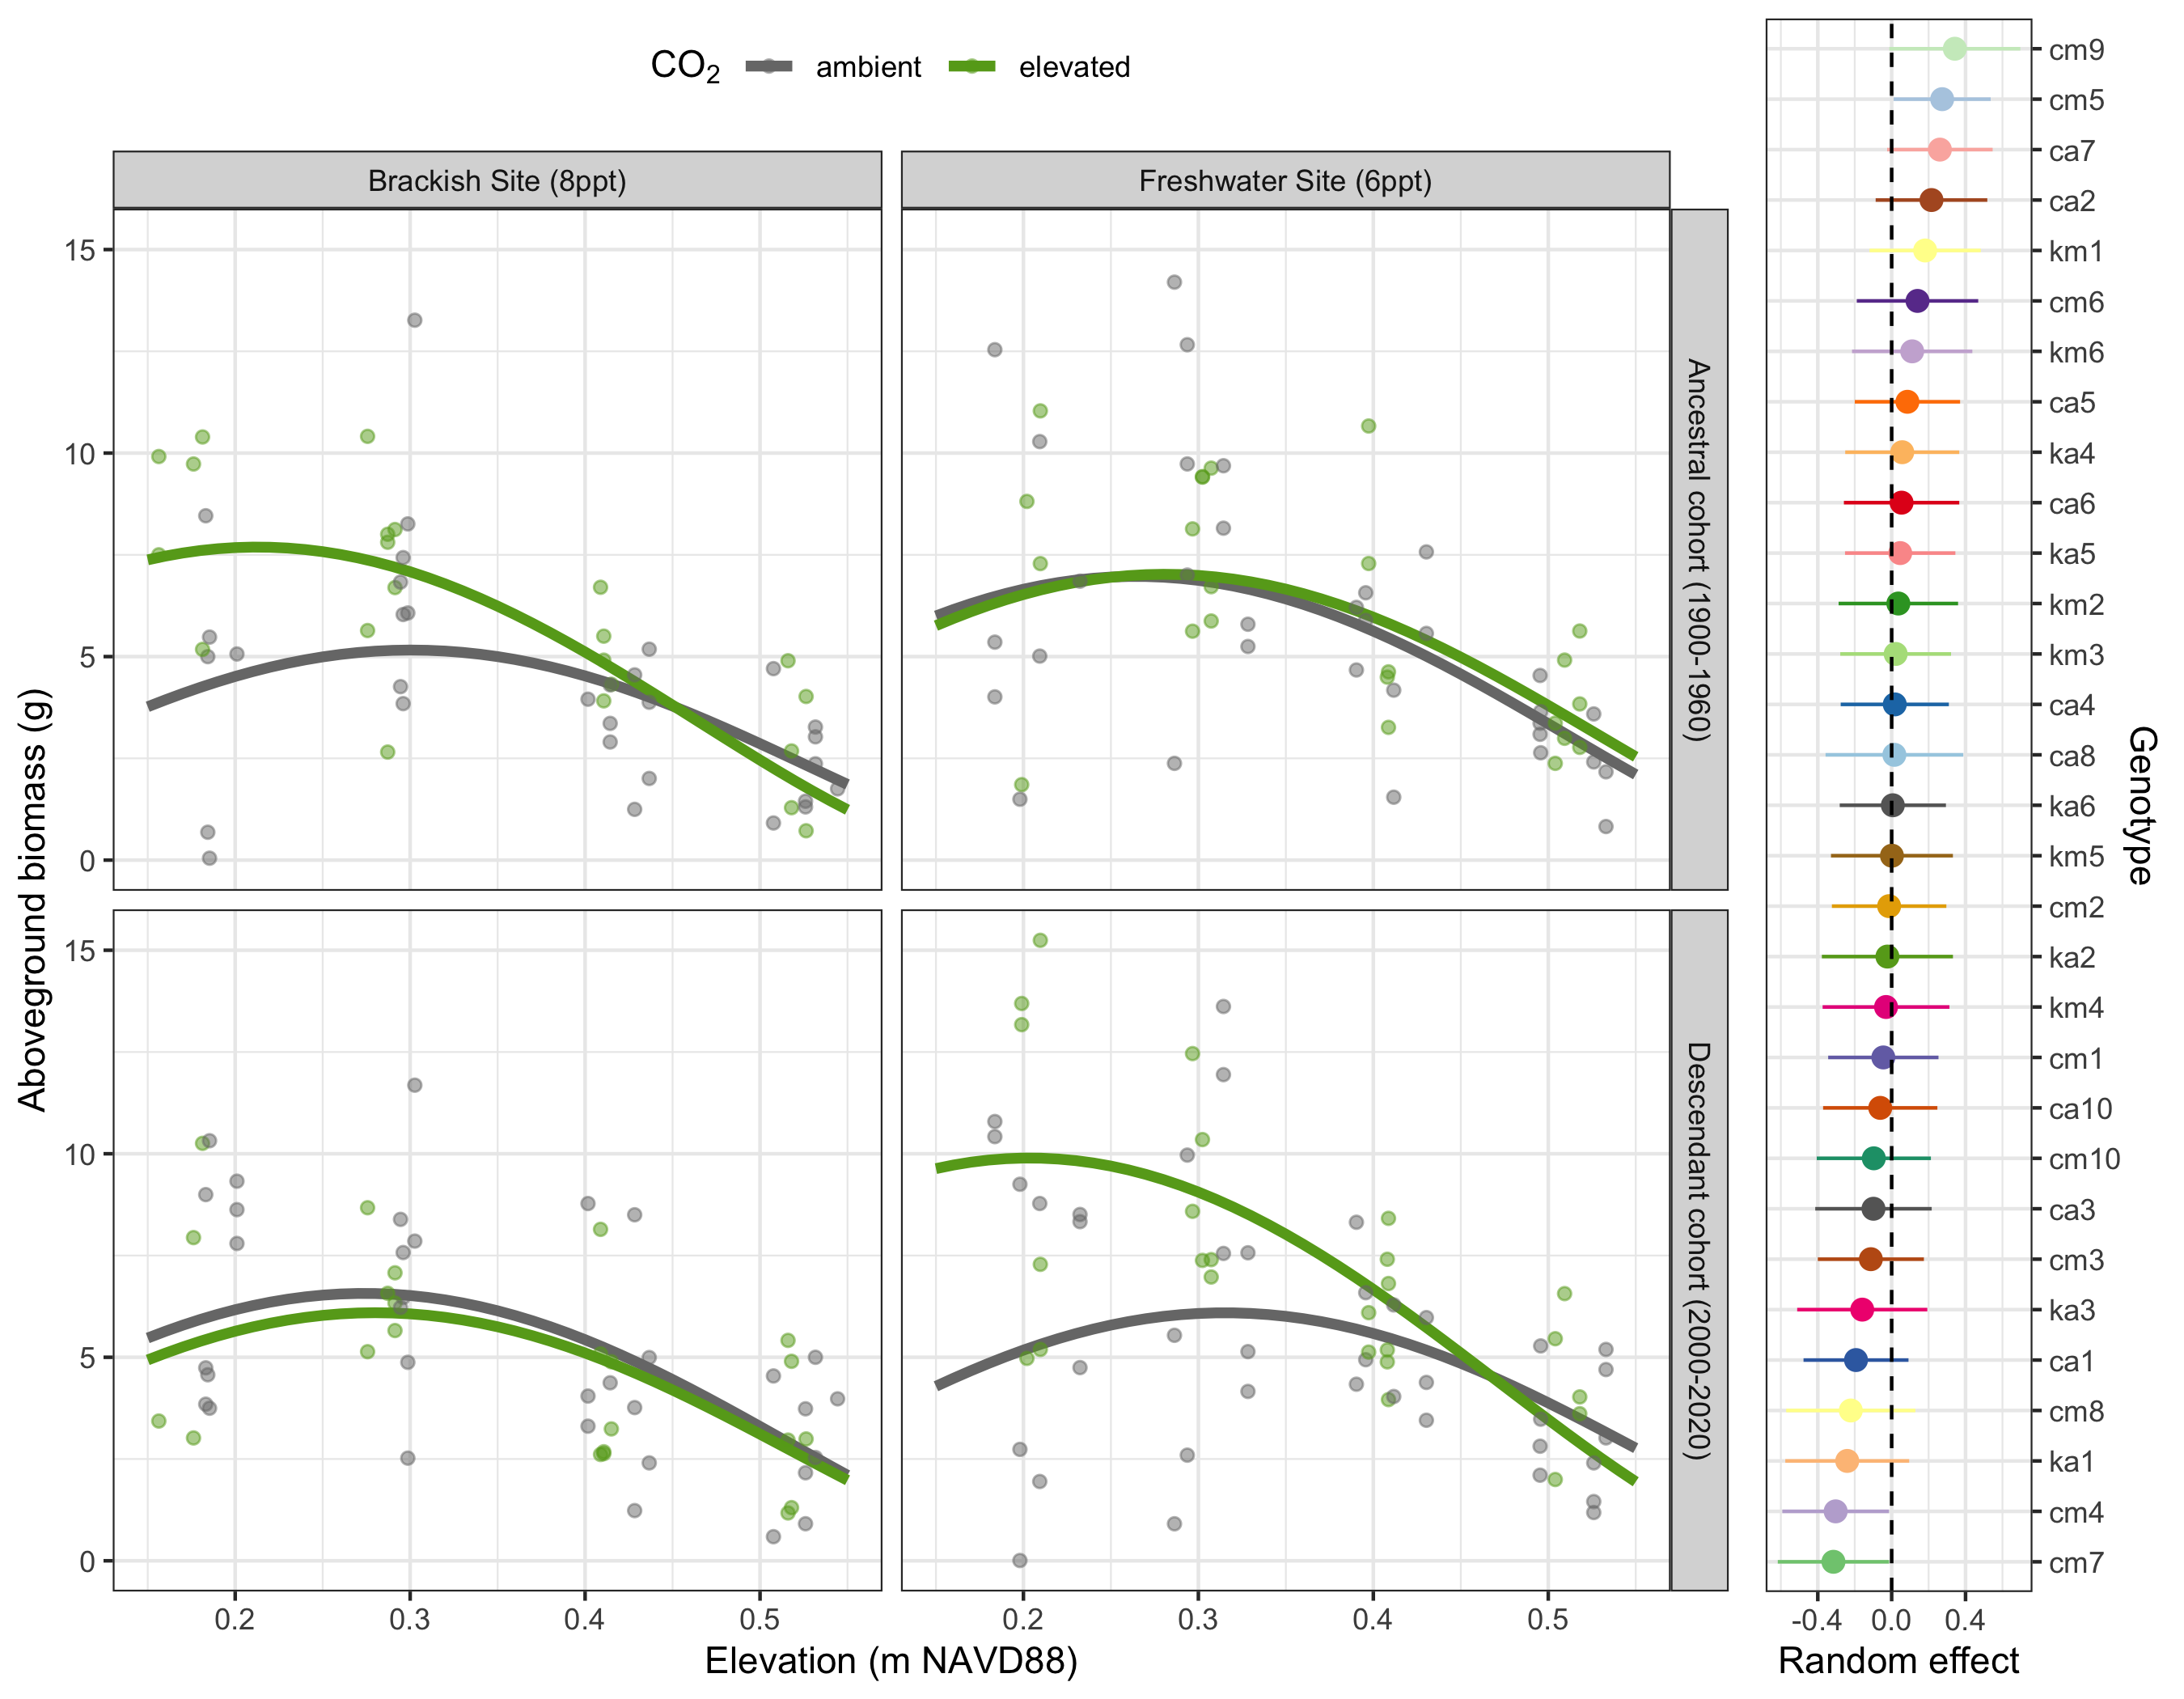 CO2 ambient elevated
Brackish Site (8ppt)
Freshwater Site (6ppt)
Ancestral cohort (1900-1960)
Descendant cohort (2000-2020)
Aboveground biomass (g)
15
10
5
0
15
10
5
0
0.2 0.3 0.4 0.5
0.2 0.3 0.4 0.5
Elevation (m NAVD88)
cm9
cm5
ca7
ca2
km1
cm6
km6
ca5
ka4
ca6
ka5
km2
km3
ca4
ca8
ka6
km5
cm2
ka2
km4
cm1
ca10
cm10
ca3
cm3
ka3
ca1
cm8
ka1
cm4
cm7
Genotype
-0.4 0.0 0.4
Random effect